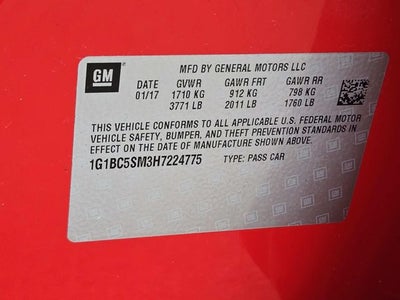 GM
MFD BY GENERAL MOTORS LLC
DATE GVWR GAWR FRT GAWR RR
01/17 1710 KG 912 KG 798 KG
3771 LB 2011 LB 1760 LB
THIS VEHICLE CONFORMS TO ALL APPLICABLE U.S. FEDERAL MOTOR
VEHICLE SAFETY, BUMPER, AND THEFT PREVENTION STANDARDS IN
EFFECT ON THE DATE OF MANUFACTURE SHOWN ABOVE.
1G1BC5SM3H7224775 TYPE: PASS CAR